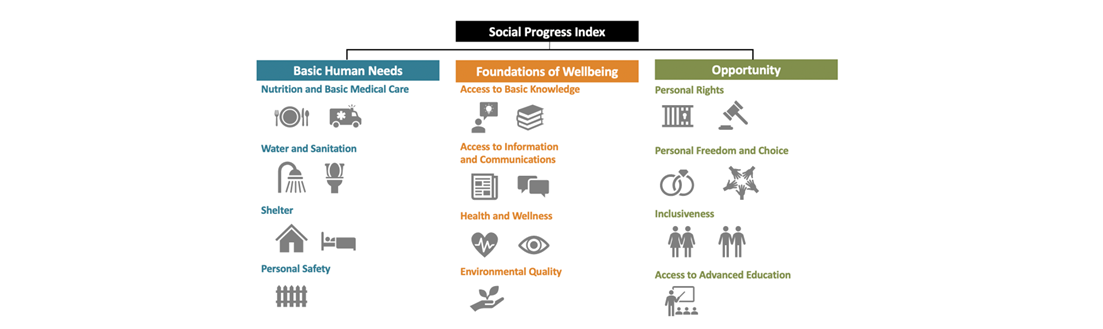 Social Progress Index
Basic Human Needs
Nutrition and Basic Medical Care
Water and Sanitation
Shelter
Personal Safety
Foundations of Wellbeing
Access to Basic Knowledge
Access to Information
and Communications
Health and Wellness
Environmental Quality
Opportunity
Personal Rights
Personal Freedom and Choice
Inclusiveness
Access to Advanced Education